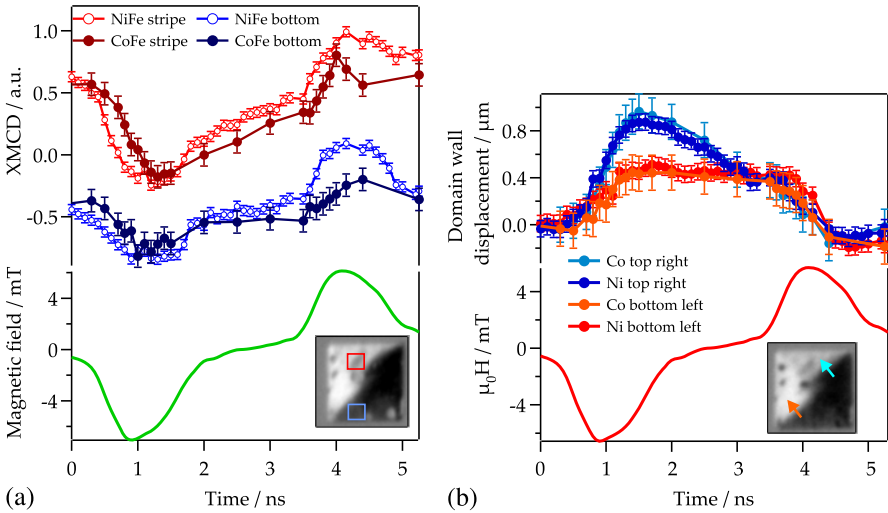 NiFe stripe NiFe bottom
CoFe stripe CoFe bottom
1.0
0.5
0.0
-0.5
XMCD / a.u.
4
0
-4
Magnetic field / mT
0 1 2 3 4 5
Time / ns
(a)
0.8
0.4
0.0
Domain wall
displacement / µm
Co top right
Ni top right
Co bottom left
Ni bottom left
4
0
-4
µ₀H / mT
0 1 2 3 4 5
Time / ns
(b)